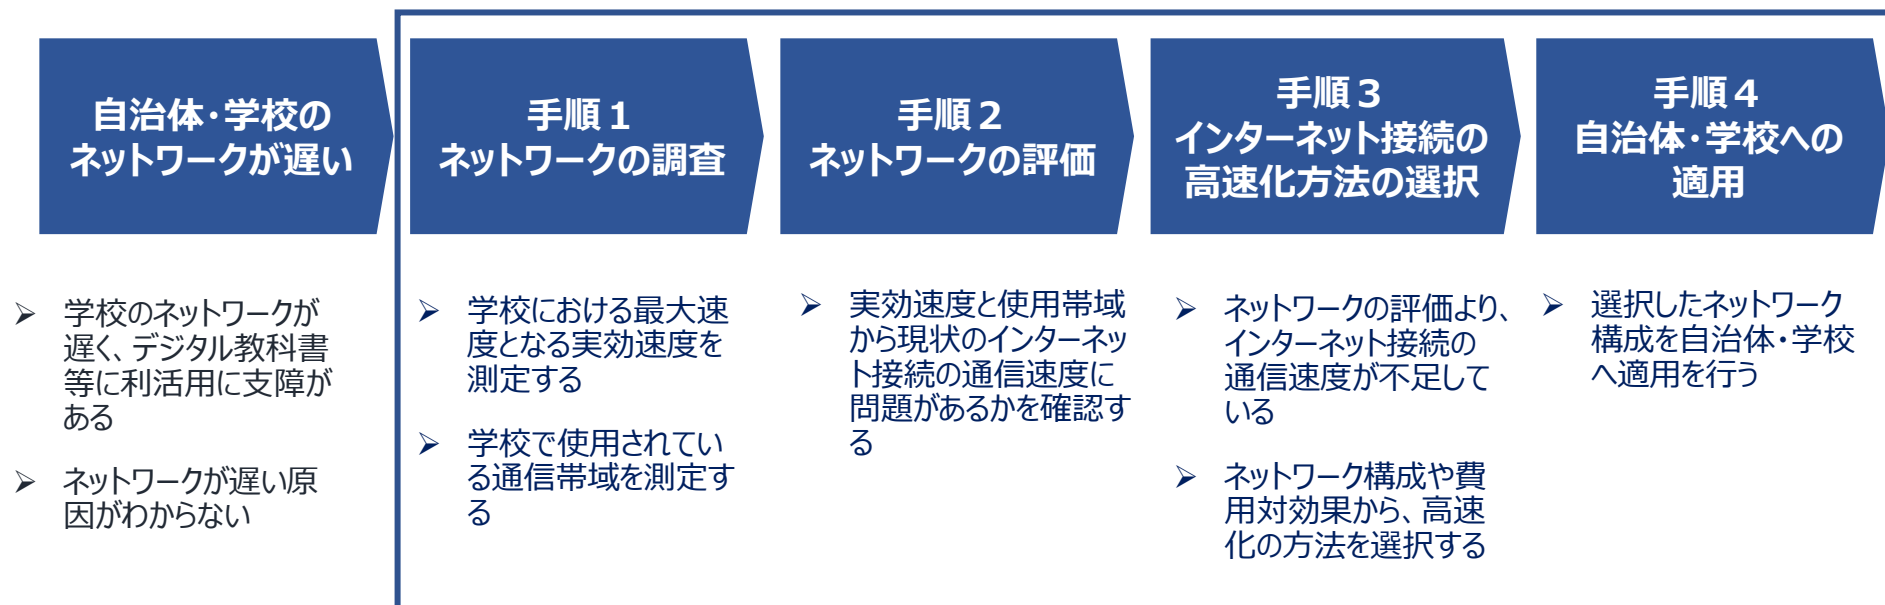 自治体・学校の
ネットワークが遅い
手順１
ネットワークの調査
手順２
ネットワークの評価
手順３
インターネット接続の
高速化方法の選択
手順４
自治体・学校への
適用
➢ 学校のネットワークが
遅く、デジタル教科書
等に利活用に支障が
ある
➢ ネットワークが遅い原
因がわからない
➢ 学校における最大速
度となる実効速度を
測定する
➢ 学校で使用されてい
る通信帯域を測定す
る
➢ 実効速度と使用帯域
から現状のインターネッ
ト接続の通信速度に
問題があるかを確認す
る
➢ ネットワークの評価より、
インターネット接続の
通信速度が不足して
いる
➢ ネットワーク構成や費
用対効果から、高速
化の方法を選択する
➢ 選択したネットワーク
構成を自治体・学校
へ適用を行う